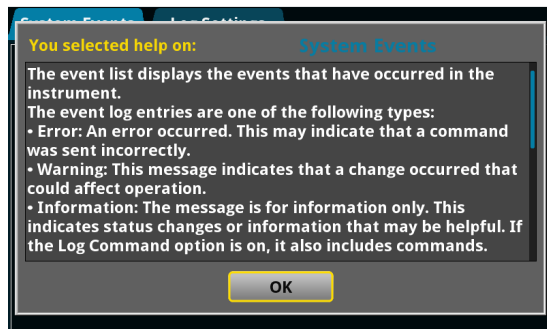 System Events Log Settings
You selected help on: System Events
The event list displays the events that have occurred in the
instrument.
The event log entries are one of the following types:
• Error: An error occurred. This may indicate that a command
was sent incorrectly.
• Warning: This message indicates that a change occurred that
could affect operation.
• Information: The message is for information only. This
indicates status changes or information that may be helpful. If
the Log Command option is on, it also includes commands.
OK